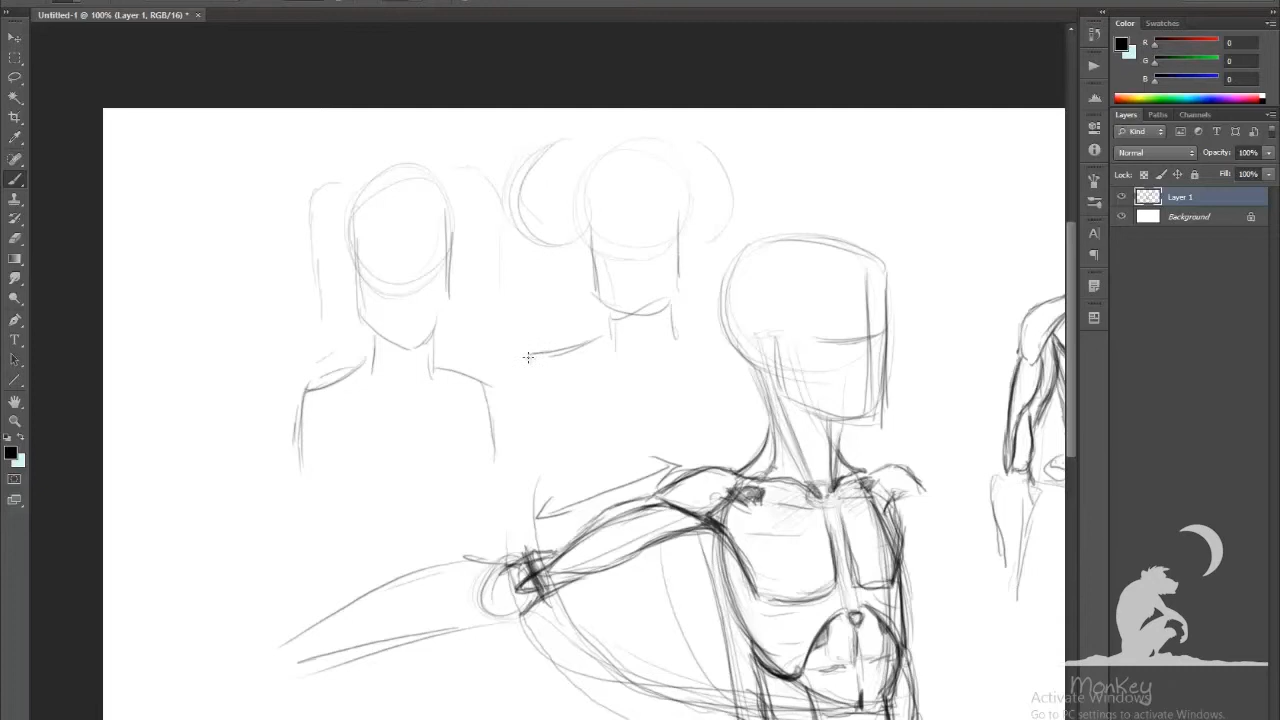 Untitled-1 @ 100% (Layer 1, RGB/16) * ×
Color Swatches
R 0
G 0
B 0
Layers Paths Channels
Kind
Normal Opacity: 100%
Lock: Fill: 100%
Layer 1
Background
Monkey
Activate Windows
Go to PC settings to activate Windows.